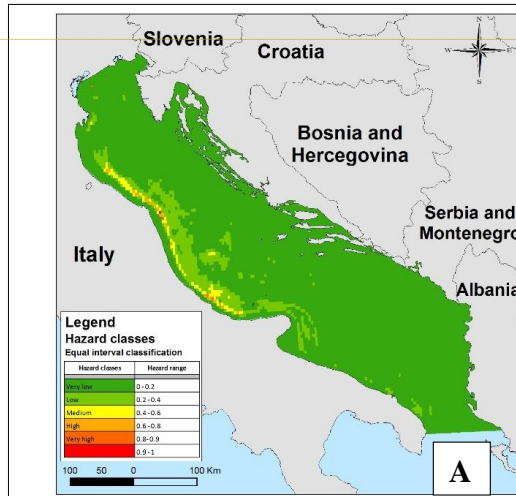 N
W
E
S
Slovenia
Croatia
Bosnia and
Hercegovina
Italy
Serbia and
Montenegro
Albania
Legend
Hazard classes
Equal interval classification
Hazard classes Hazard range
Very low 0 - 0.2
Low 0.2 - 0.4
Medium 0.4 - 0.6
High 0.6 - 0.8
Very high 0.8-0.9
0.9 - 1
100 50 0 100 Km
A